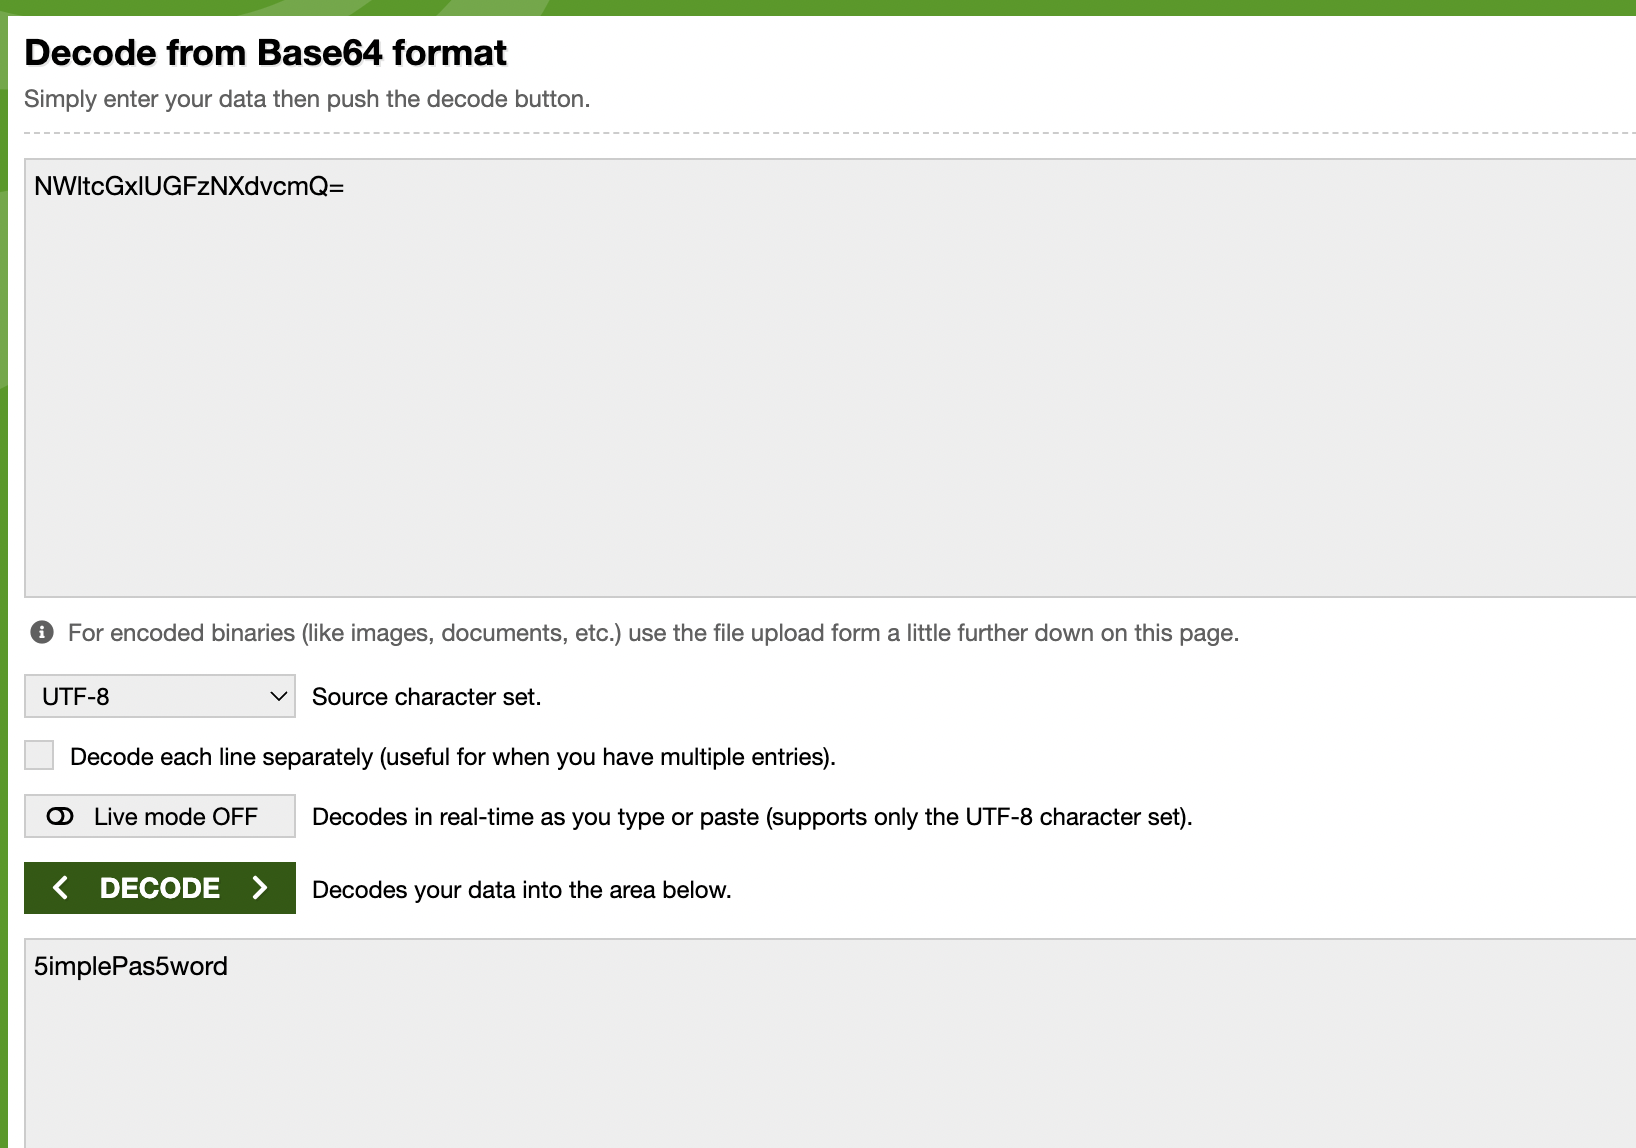 Decode from Base64 format
Simply enter your data then push the decode button.
NWltcGxlUGFzNXdvcmQ=
For encoded binaries (like images, documents, etc.) use the file upload form a little further down on this page.
UTF-8 Source character set.
Decode each line separately (useful for when you have multiple entries).
Live mode OFF Decodes in real-time as you type or paste (supports only the UTF-8 character set).
< DECODE > Decodes your data into the area below.
5implePas5word